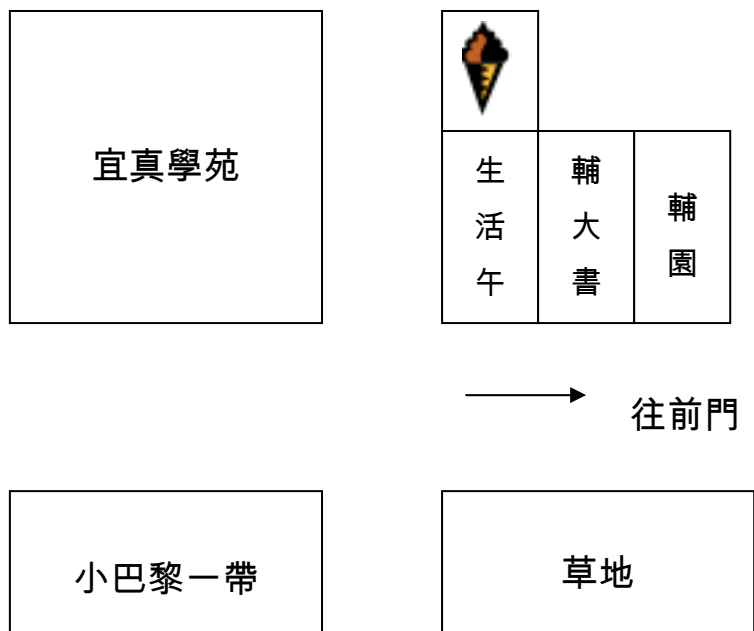 宜真學苑
生活午
輔大書
輔園
往前門
小巴黎一帶
草地